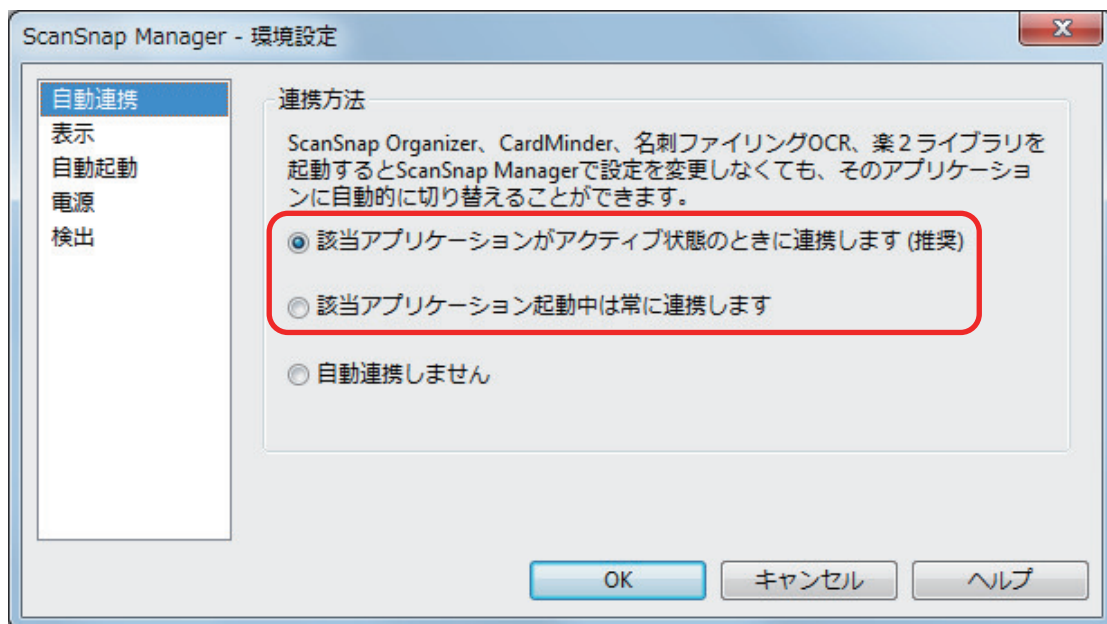 ScanSnap Manager - 環境設定
自動連携
表示
自動起動
電源
検出
連携方法
ScanSnap Organizer、CardMinder、名刺ファイリングOCR、楽2ライブラリを
起動するとScanSnap Managerで設定を変更しなくても、そのアプリケーショ
ンに自動的に切り替えることができます。
該当アプリケーションがアクティブ状態のときに連携します (推奨)
該当アプリケーション起動中は常に連携します
自動連携しません
OK
キャンセル
ヘルプ